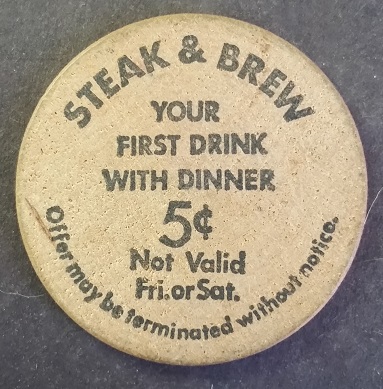 STEAK & BREW
YOUR
FIRST DRINK
WITH DINNER
5¢
Not Valid
Fri. or Sat.
Offer may be terminated without notice.